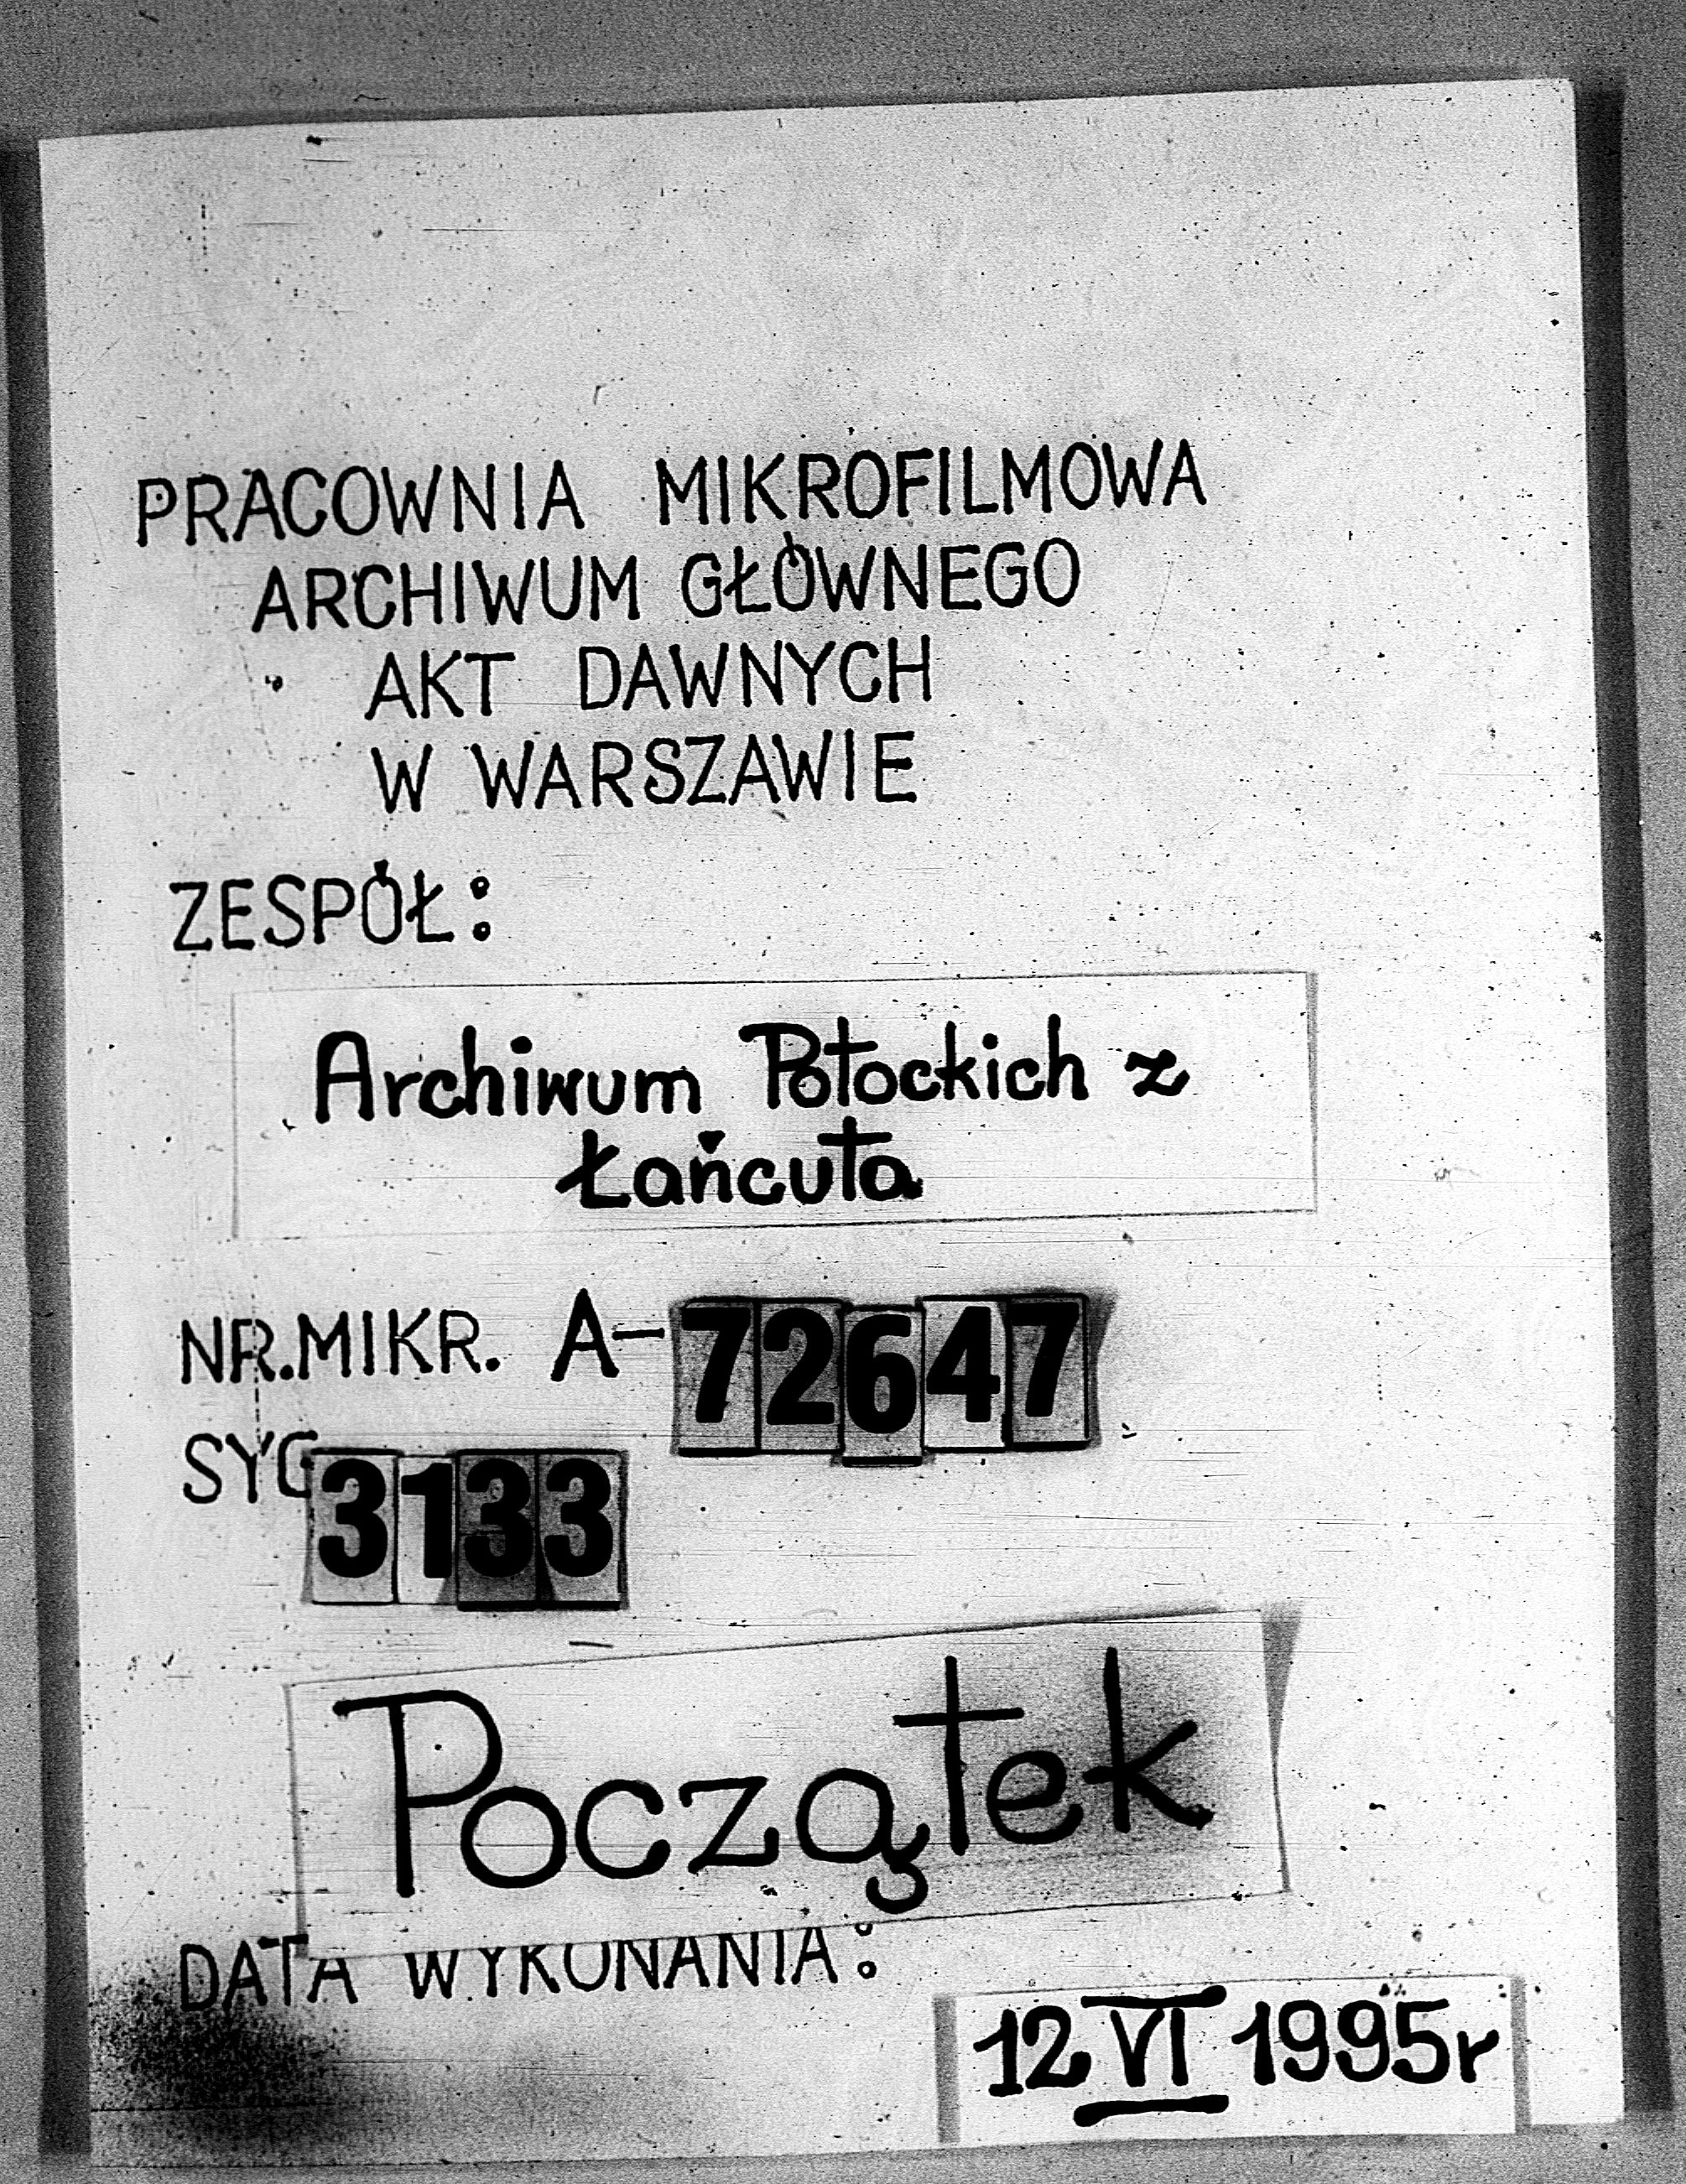 PRACOWNIA MIKROFILMOWA
ARCHIWUM GŁÓWNEGO
AKT DAWNYCH
W WARSZAWIE
ZESPÓŁ:
Archiwum Potockich z
Łańcuta
NR.MIKR. A-72647
SYG 3133
Początek
DATA WYKONANIA:
12 VI 1995r